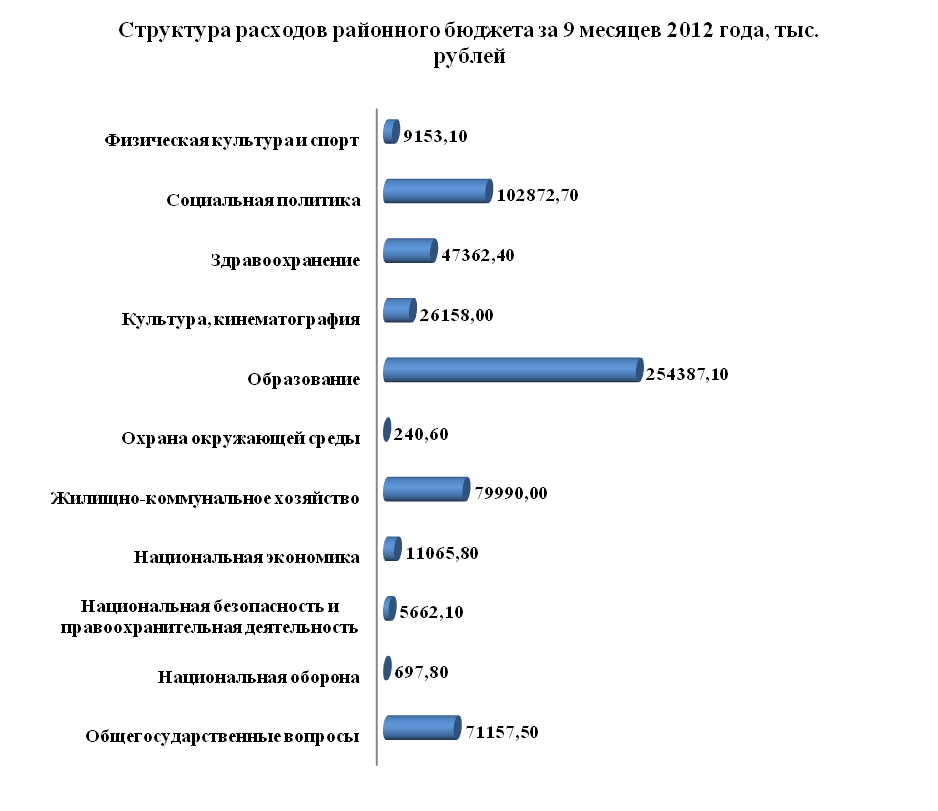 Структура расходов районного бюджета за 9 месяцев 2012 года, тыс.
рублей
Физическая культура и спорт 9153,10
Социальная политика 102872,70
Здравоохранение 47362,40
Культура, кинематография 26158,00
Образование 254387,10
Охрана окружающей среды 240,60
Жилищно-коммунальное хозяйство 79990,00
Национальная экономика 11065,80
Национальная безопасность и
правоохранительная деятельность 5662,10
Национальная оборона 697,80
Общегосударственные вопросы 71157,50